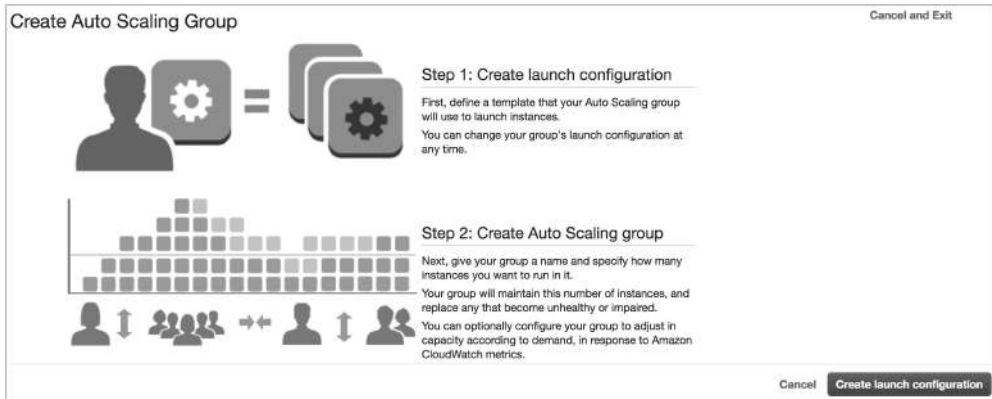 Create Auto Scaling Group
Cancel and Exit
Step 1: Create launch configuration
First, define a template that your Auto Scaling group
will use to launch instances.
You can change your group's launch configuration at
any time.
Step 2: Create Auto Scaling group
Next, give your group a name and specify how many
instances you want to run in it.
Your group will maintain this number of instances, and
replace any that become unhealthy or impaired.
You can optionally configure your group to adjust in
capacity according to demand, in response to Amazon
CloudWatch metrics.
Cancel
Create launch configuration